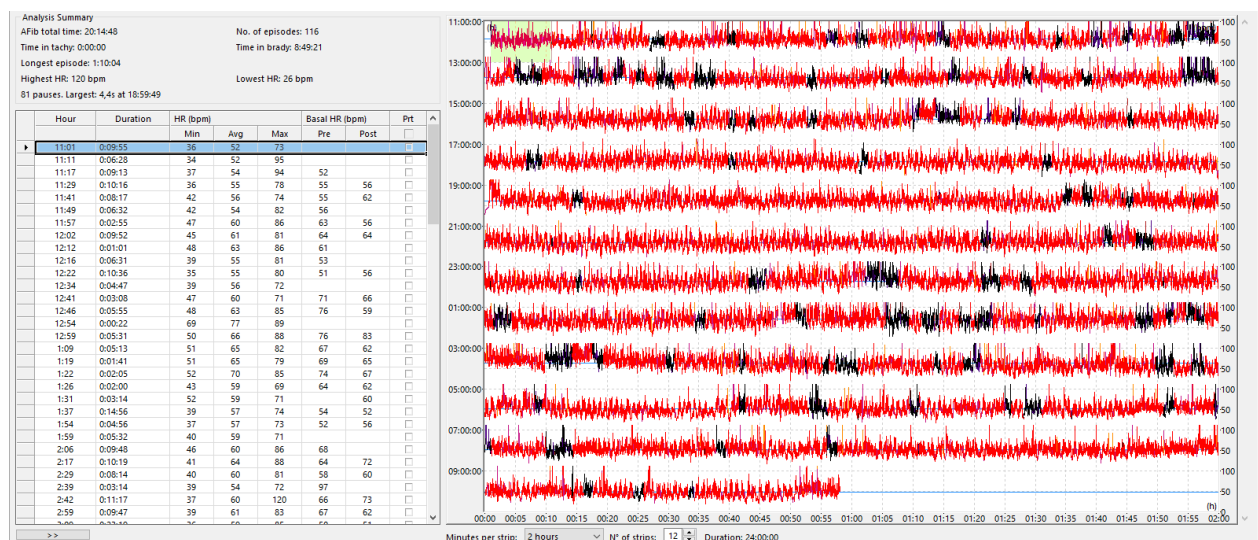 Analysis Summary
AFib total time: 20:14:48 No. of episodes: 116
Time in tachy: 0:00:00 Time in brady: 8:49:21
Longest episode: 1:10:04
Highest HR: 120 bpm Lowest HR: 26 bpm
81 pauses. Largest: 4,4s at 18:59:49
Hour Duration HR (bpm) Basal HR (bpm) Prt
Min Avg Max Pre Post
11:01 0:09:55 36 52 73
11:11 0:06:28 34 52 95
11:17 0:09:13 37 54 94 52
11:29 0:10:16 36 55 78 55 56
11:41 0:08:17 42 56 74 55 62
11:49 0:06:32 42 54 82 56
11:57 0:02:55 47 60 86 63 56
12:02 0:09:52 45 61 81 64 64
12:12 0:01:01 48 63 86 61
12:16 0:06:31 39 55 81 53
12:22 0:10:36 35 55 80 51 56
12:34 0:04:47 39 56 72
12:41 0:03:08 47 60 71 71 66
12:46 0:05:55 48 63 85 76 59
12:54 0:00:22 69 77 89
12:59 0:05:31 50 66 88 76 83
1:09 0:05:13 51 65 82 67 62
1:19 0:01:41 51 65 79 69 65
1:22 0:02:05 52 70 85 74 67
1:26 0:02:00 43 59 69 64 62
1:31 0:03:14 52 59 71 60
1:37 0:14:56 39 57 74 54 52
1:54 0:04:56 37 57 73 52 56
1:59 0:05:32 40 59 71
2:06 0:09:48 46 60 86 68
2:17 0:10:19 41 64 88 64 72
2:29 0:08:14 40 60 81 58 60
2:39 0:03:14 39 54 72 97
2:42 0:11:17 37 60 120 66 73
2:59 0:09:47 39 61 83 67 62
>>
11:00:00 100
50
13:00:00 100
50
15:00:00 100
50
17:00:00 100
50
19:00:00 100
50
21:00:00 100
50
23:00:00 100
50
01:00:00 100
50
03:00:00 100
50
05:00:00 100
50
07:00:00 100
50
09:00:00 100
50
(h)
0
00:00 00:05 00:10 00:15 00:20 00:25 00:30 00:35 00:40 00:45 00:50 00:55 01:00 01:05 01:10 01:15 01:20 01:25 01:30 01:35 01:40 01:45 01:50 01:55 02:00
Minutes per strip: 2 hours N° of strips: 12 Duration: 24:00:00